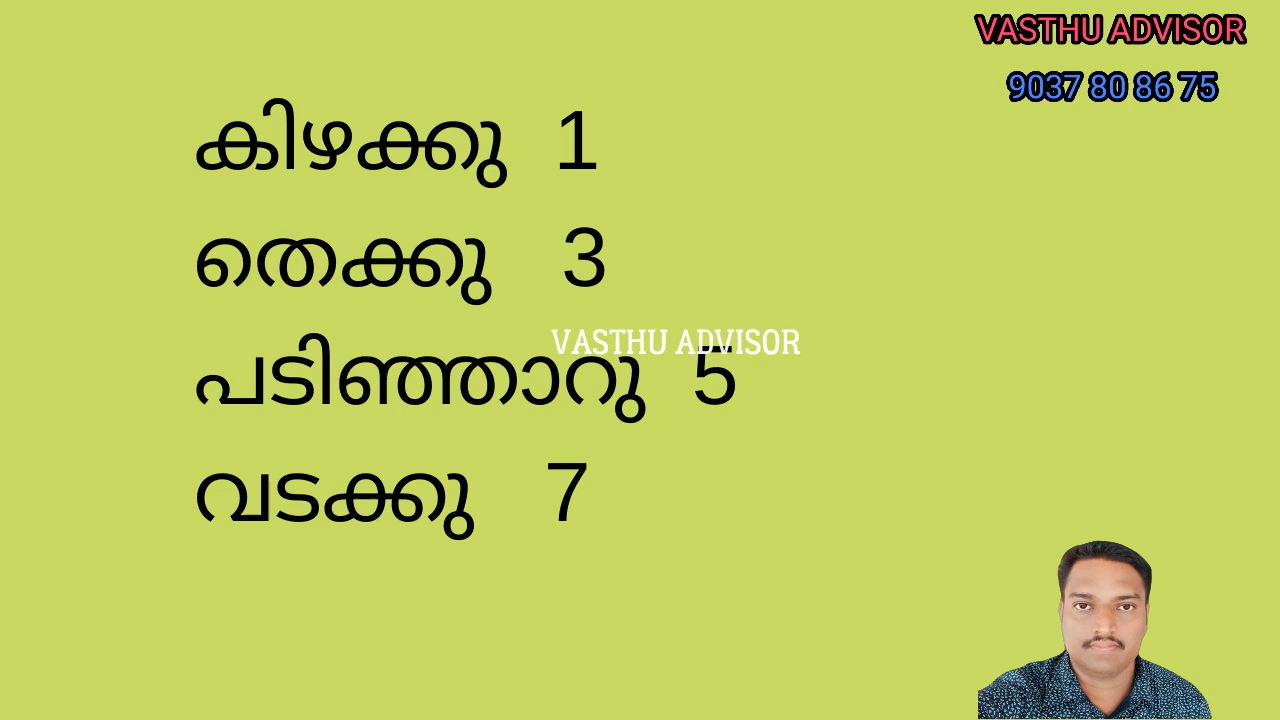 VASTHU ADVISOR
9037 80 86 75
കിഴക്കു 1
തെക്കു 3
VASTHU ADVISOR
പടിഞ്ഞാറു 5
വടക്കു 7